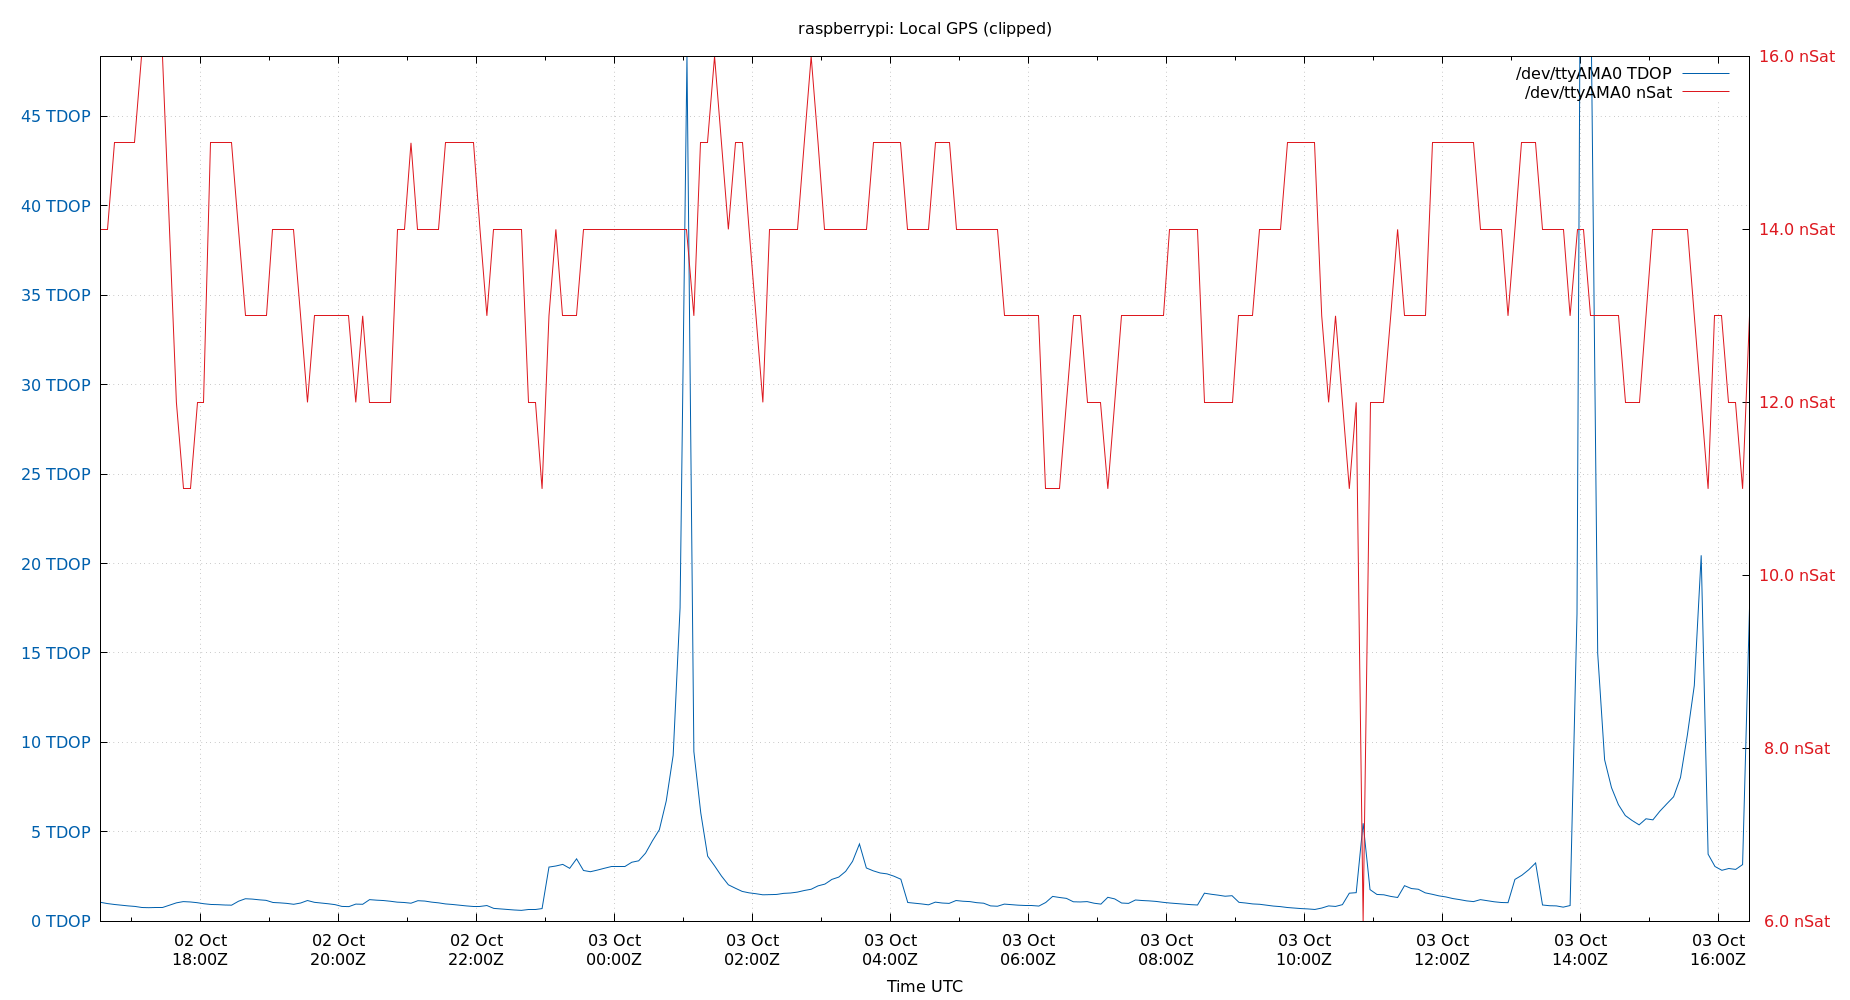 raspberrypi: Local GPS (clipped)
/dev/ttyAMA0 TDOP
/dev/ttyAMA0 nSat
45 TDOP
40 TDOP
35 TDOP
30 TDOP
25 TDOP
20 TDOP
15 TDOP
10 TDOP
5 TDOP
0 TDOP
16.0 nSat
14.0 nSat
12.0 nSat
10.0 nSat
8.0 nSat
6.0 nSat
02 Oct
18:00Z
02 Oct
20:00Z
02 Oct
22:00Z
03 Oct
00:00Z
03 Oct
02:00Z
03 Oct
04:00Z
03 Oct
06:00Z
03 Oct
08:00Z
03 Oct
10:00Z
03 Oct
12:00Z
03 Oct
14:00Z
03 Oct
16:00Z
Time UTC